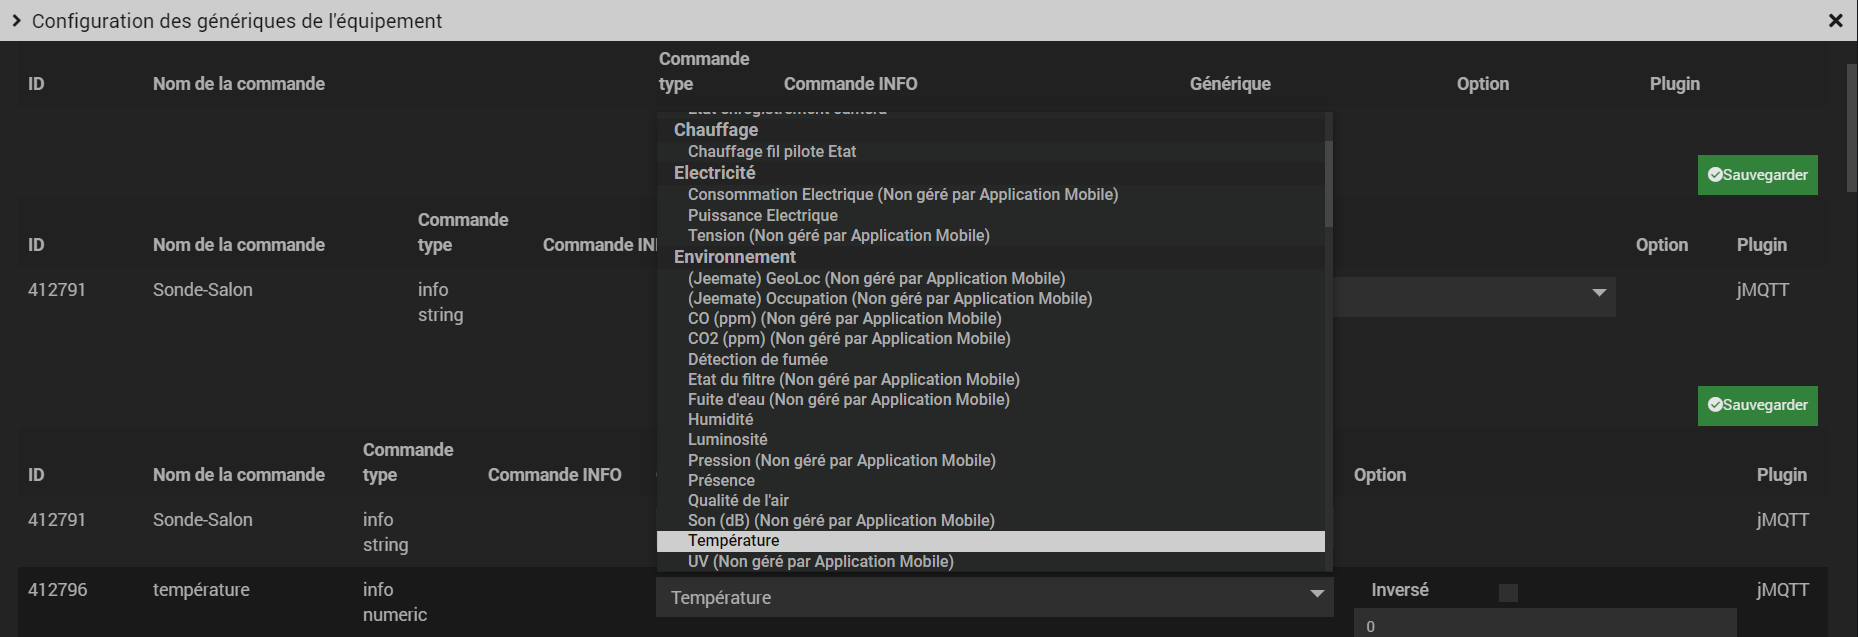 Configuration des génériques de l'équipement
Commande
ID Nom de la commande type Commande INFO Générique Option Plugin
Etat enregistrement caméra
Chauffage
Chauffage fil pilote Etat
Electricité
Sauvegarder
Consommation Electrique (Non géré par Application Mobile)
Puissance Electrique
Commande
Tension (Non géré par Application Mobile)
ID Nom de la commande type Commande IN Option Plugin
Environnement
(Jeemate) GeoLoc (Non géré par Application Mobile)
412791 Sonde-Salon info jMQTT
(Jeemate) Occupation (Non géré par Application Mobile)
string
CO (ppm) (Non géré par Application Mobile)
CO2 (ppm) (Non géré par Application Mobile)
Détection de fumée
Etat du filtre (Non géré par Application Mobile)
Fuite d'eau (Non géré par Application Mobile)
Sauvegarder
Humidité
Luminosité
Commande
Pression (Non géré par Application Mobile)
ID Nom de la commande type Commande INFO Option Plugin
Présence
Qualité de l'air
412791 Sonde-Salon info jMQTT
Son (dB) (Non géré par Application Mobile)
string
Température
UV (Non géré par Application Mobile)
412796 température info Température Inversé jMQTT
numeric
0